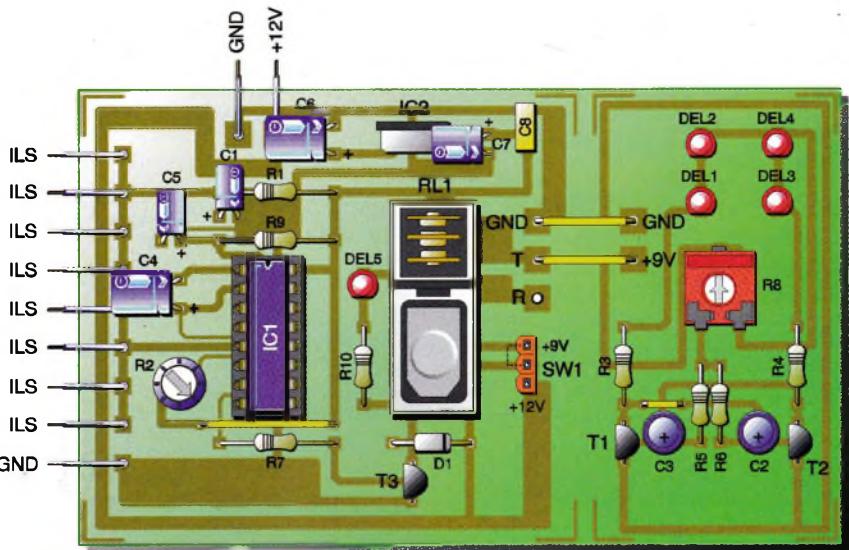 GND
+12V
C6
IC2
C8
C7
DEL2
DEL4
ILS
ILS
C5
C1
R1
RL1
DEL1
DEL3
ILS
GND
GND
R9
ILS
C4
DEL5
T
+9V
R8
ILS
R
IC1
ILS
R2
R10
+9V
SW1
R3
R4
ILS
+12V
ILS
T1
C3
R5
R6
C2
T2
GND
R7
D1
T3